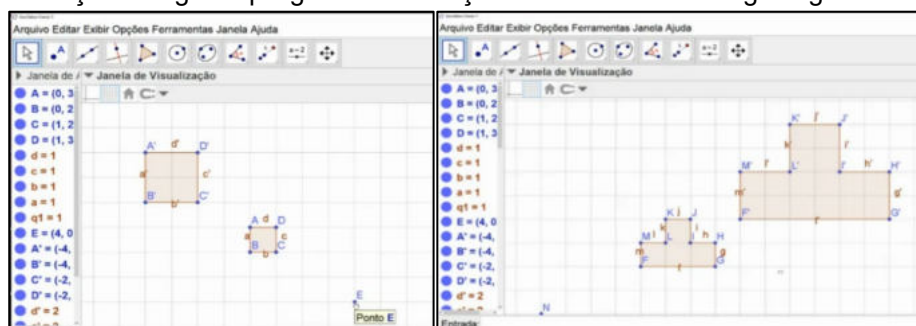 Arquivo Editar Exibir Opções Ferramentas Janela Ajuda
Janela de Janela de Visualização
A = (0, 3
B = (0, 2
C = (1, 2
D = (1, 3
d = 1
c = 1
b = 1
a = 1
q1 = 1
E = (4, 0
A' = (-4,
B' = (-4,
C' = (-2,
D' = (-2,
d' = 2
A' d' D'
a' c'
B' b' C'
A d D
a c
B C
b
E
Ponto E
Arquivo Editar Exibir Opções Ferramentas Janela Ajuda
Janela de Janela de Visualização
A = (0, 3
B = (0, 2
C = (1, 2
D = (1, 3
d = 1
c = 1
b = 1
a = 1
q1 = 1
E = (4, 0
A' = (-4,
B' = (-4,
C' = (-2,
D' = (-2,
d' = 2
K' j' J'
k' i'
M' l' L' I' h' H'
m' g'
F' f' G'
K j J
k i
M l L I h H
m g
F f G
N
Entrada: